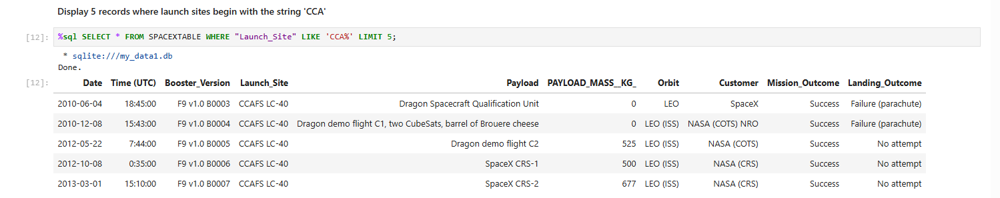 Display 5 records where launch sites begin with the string 'CCA'
[12]: %sql SELECT * FROM SPACEXTABLE WHERE "Launch_Site" LIKE 'CCA%' LIMIT 5;
* sqlite:///my_data1.db
Done.
[12]: Date Time (UTC) Booster_Version Launch_Site Payload PAYLOAD_MASS__KG_ Orbit Customer Mission_Outcome Landing_Outcome
2010-06-04 18:45:00 F9 v1.0 B0003 CCAFS LC-40 Dragon Spacecraft Qualification Unit 0 LEO SpaceX Success Failure (parachute)
2010-12-08 15:43:00 F9 v1.0 B0004 CCAFS LC-40 Dragon demo flight C1, two CubeSats, barrel of Brouere cheese 0 LEO (ISS) NASA (COTS) NRO Success Failure (parachute)
2012-05-22 7:44:00 F9 v1.0 B0005 CCAFS LC-40 Dragon demo flight C2 525 LEO (ISS) NASA (COTS) Success No attempt
2012-10-08 0:35:00 F9 v1.0 B0006 CCAFS LC-40 SpaceX CRS-1 500 LEO (ISS) NASA (CRS) Success No attempt
2013-03-01 15:10:00 F9 v1.0 B0007 CCAFS LC-40 SpaceX CRS-2 677 LEO (ISS) NASA (CRS) Success No attempt